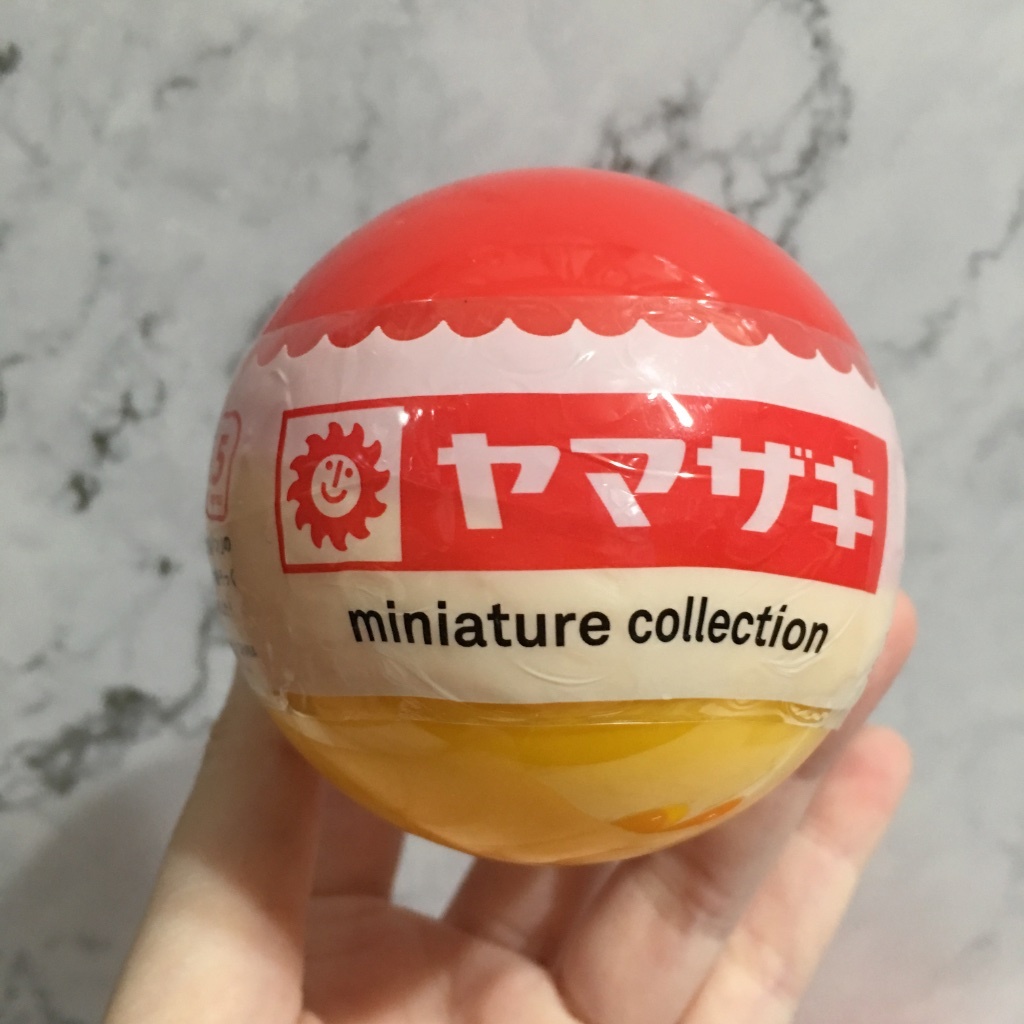 ヤマザキ
miniature collection